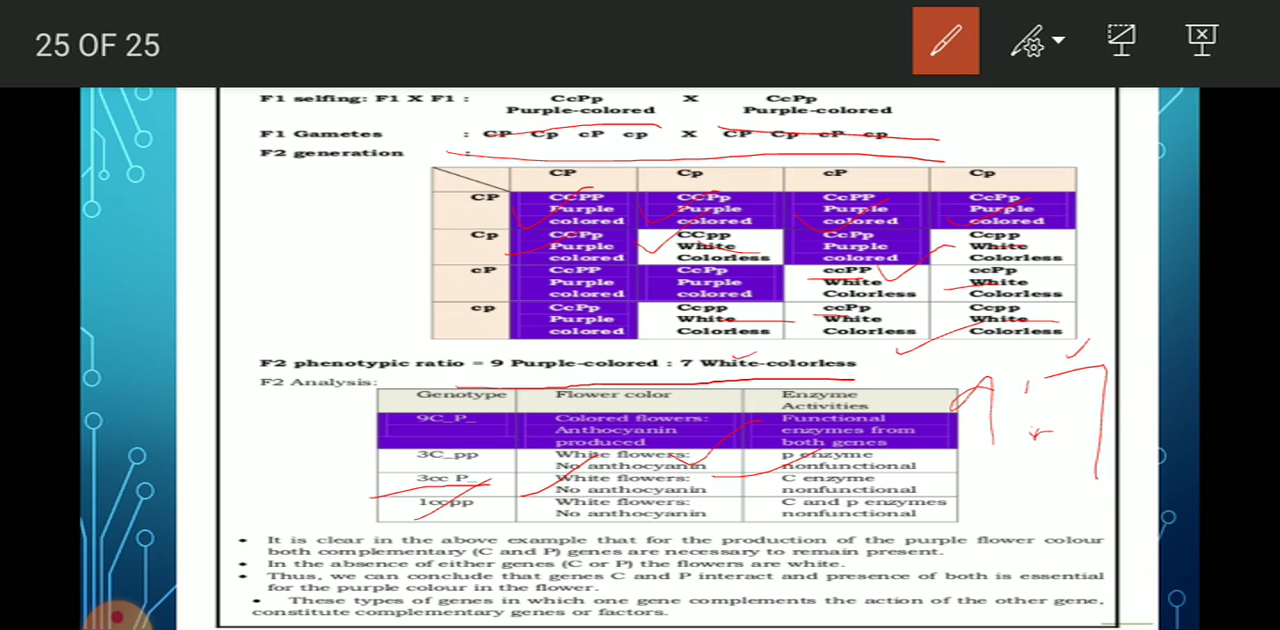 25 OF 25
F1 selfing: F1 X F1 : CcPp X CcPp
Purple-colored Purple-colored
F1 Gametes : CP Cp cP cp X CP Cp cP cp
F2 generation :
CP Cp cP Cp
CP CCPP CCPp CcPP CcPp
Purple Purple Purple Purple
colored colored colored colored
Cp CCPp CCpp CcPp Ccpp
Purple White Purple White
colored Colorless colored Colorless
cP CcPP CcPp ccPP ccPp
Purple Purple White White
colored colored Colorless Colorless
cp CcPp Ccpp ccPp Ccpp
Purple White White White
colored Colorless Colorless Colorless
F2 phenotypic ratio = 9 Purple-colored : 7 White-colorless
9:7
F2 Analysis:
Genotype Flower color Enzyme
Activities
9C_P_ Colored flowers: Functional
Anthocyanin enzymes from
produced both genes
3C_pp White flowers: p enzyme
No anthocyanin nonfunctional
3cc P_ White flowers: C enzyme
No anthocyanin nonfunctional
1ccpp White flowers: C and p enzymes
No anthocyanin nonfunctional
• It is clear in the above example that for the production of the purple flower colour
both complementary (C and P) genes are necessary to remain present.
• In the absence of either genes (C or P) the flowers are white.
• Thus, we can conclude that genes C and P interact and presence of both is essential
for the purple colour in the flower.
• These types of genes in which one gene complements the action of the other gene,
constitute complementary genes or factors.